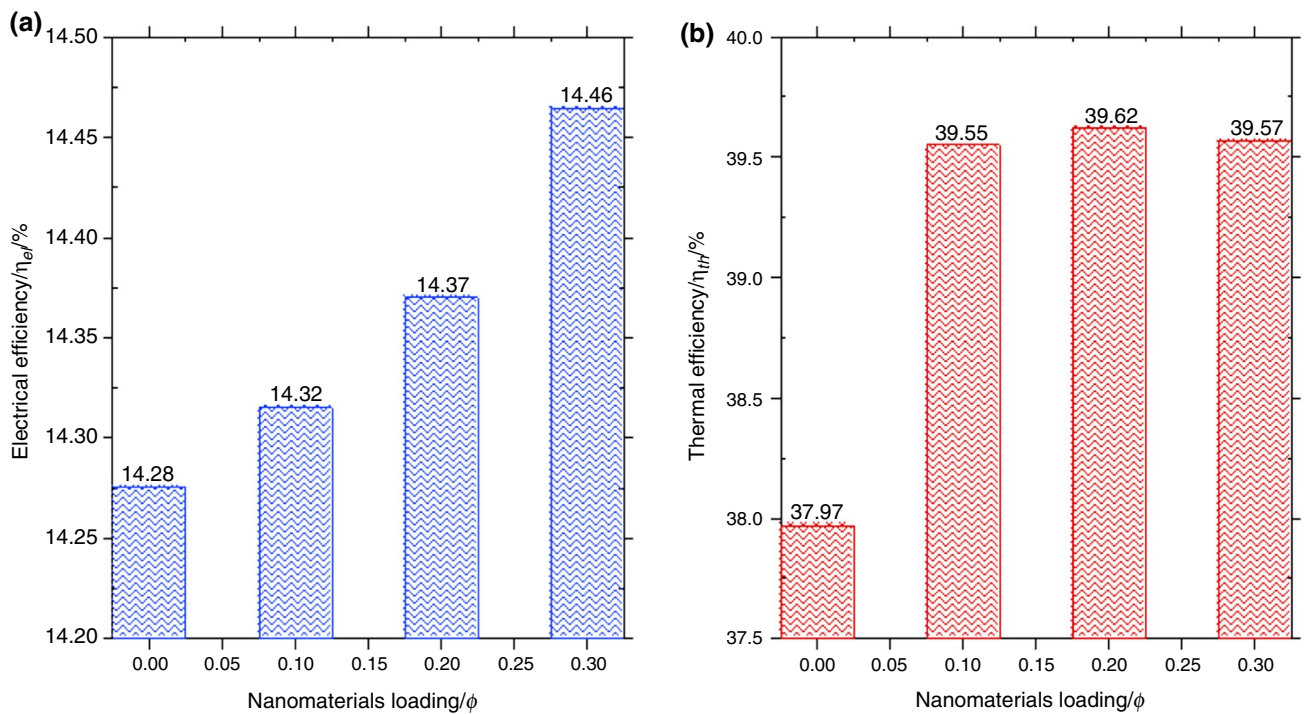 (a)
14.50
14.45
14.40
14.35
14.30
14.25
14.20
Electrical efficiency/ηel/%
14.28
14.32
14.37
14.46
0.00 0.05 0.10 0.15 0.20 0.25 0.30
Nanomaterials loading/ϕ
(b)
40.0
39.5
39.0
38.5
38.0
37.5
Thermal efficiency/ηth/%
37.97
39.55
39.62
39.57
0.00 0.05 0.10 0.15 0.20 0.25 0.30
Nanomaterials loading/ϕ